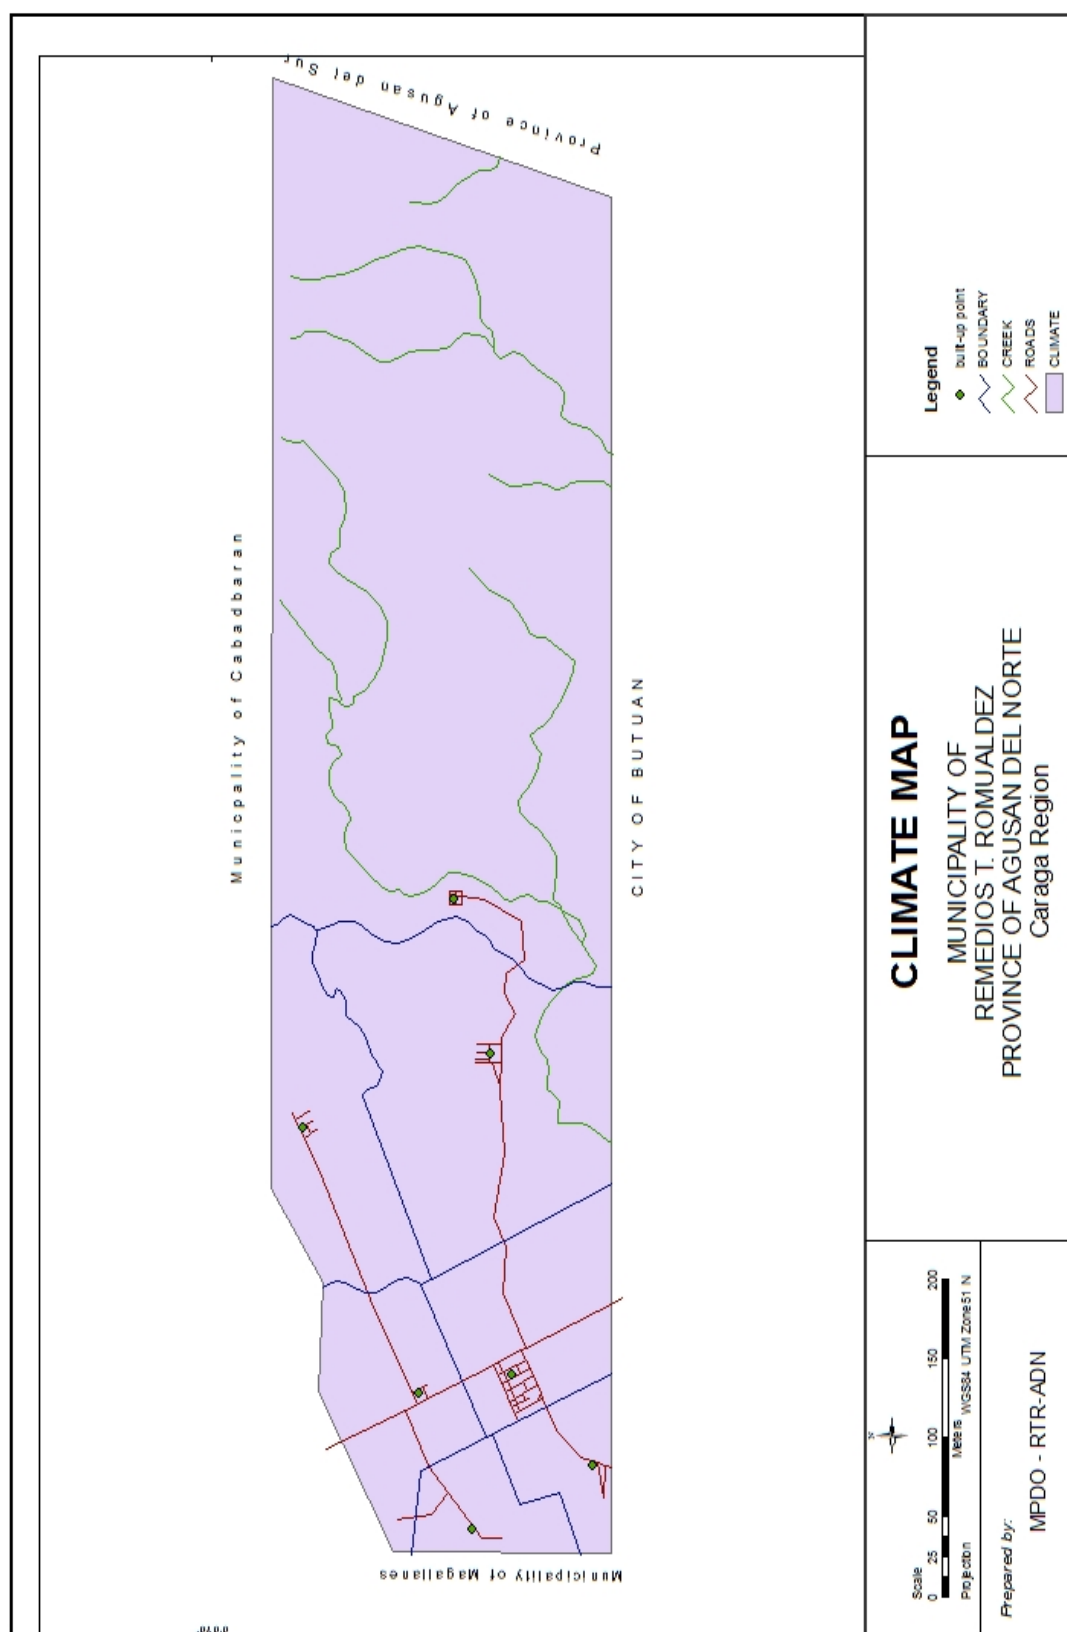 Province of Agusan del Sur
Municpality of Cabadbaran
CITY OF BUTUAN
Municipality of Magallanes
Legend
built-up point
BOUNDARY
CREEK
ROADS
CLIMATE
CLIMATE MAP
MUNICIPALITY OF
REMEDIOS T. ROMUALDEZ
PROVINCE OF AGUSAN DEL NORTE
Caraga Region
N
Scale
0 25 50 100 150 200
Meters
Projection WGS84 UTM Zone51 N
Prepared by:
MPDO - RTR-ADN